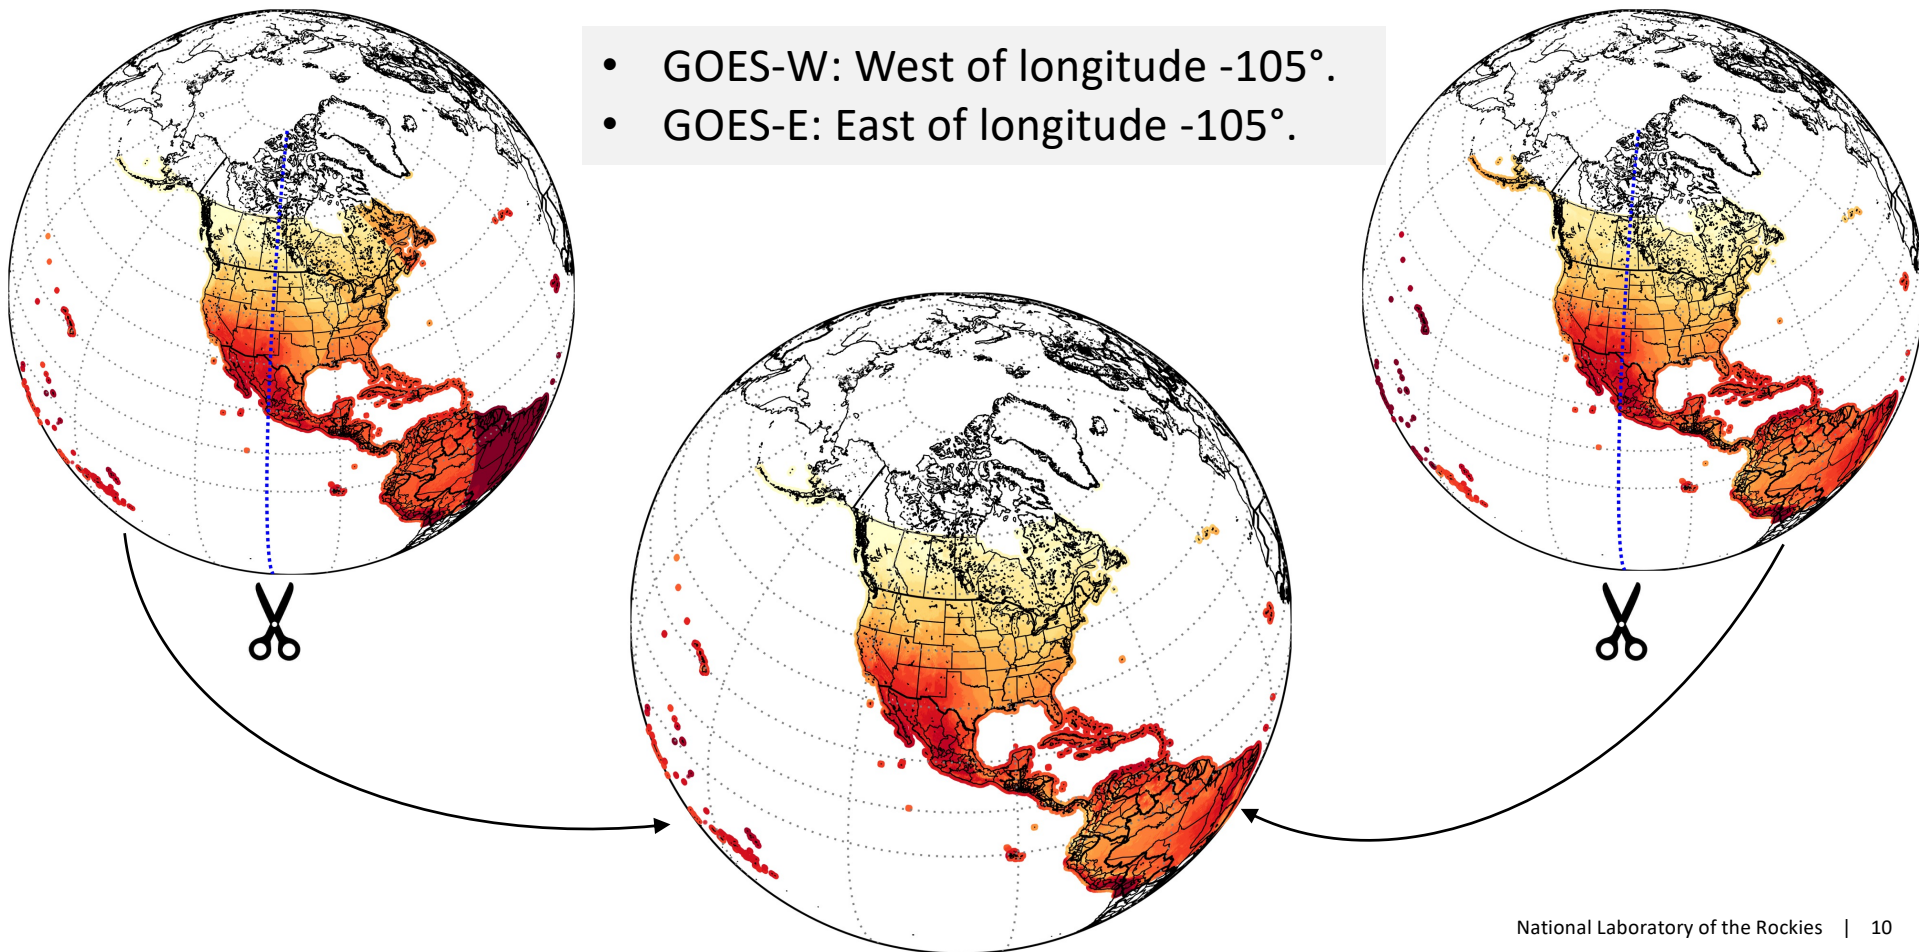 • GOES-W: West of longitude -105°.
• GOES-E: East of longitude -105°.
National Laboratory of the Rockies | 10